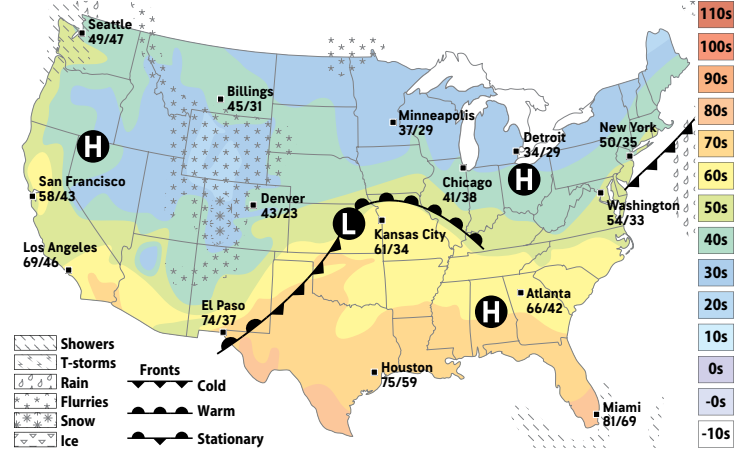 110s
Seattle
49/47
100s
90s
Billings
45/31
80s
Minneapolis
37/29
New York
50/35
Detroit
34/29
70s
H
H
San Francisco
58/43
Chicago
41/38
60s
Denver
43/23
Washington
54/33
50s
L
Kansas City
61/34
40s
Los Angeles
69/46
30s
El Paso
74/37
Atlanta
66/42
20s
H
10s
Showers
T-storms
Rain
Flurries
Snow
Ice
Fronts
Cold
Warm
Stationary
Houston
75/59
0s
Miami
81/69
-0s
-10s